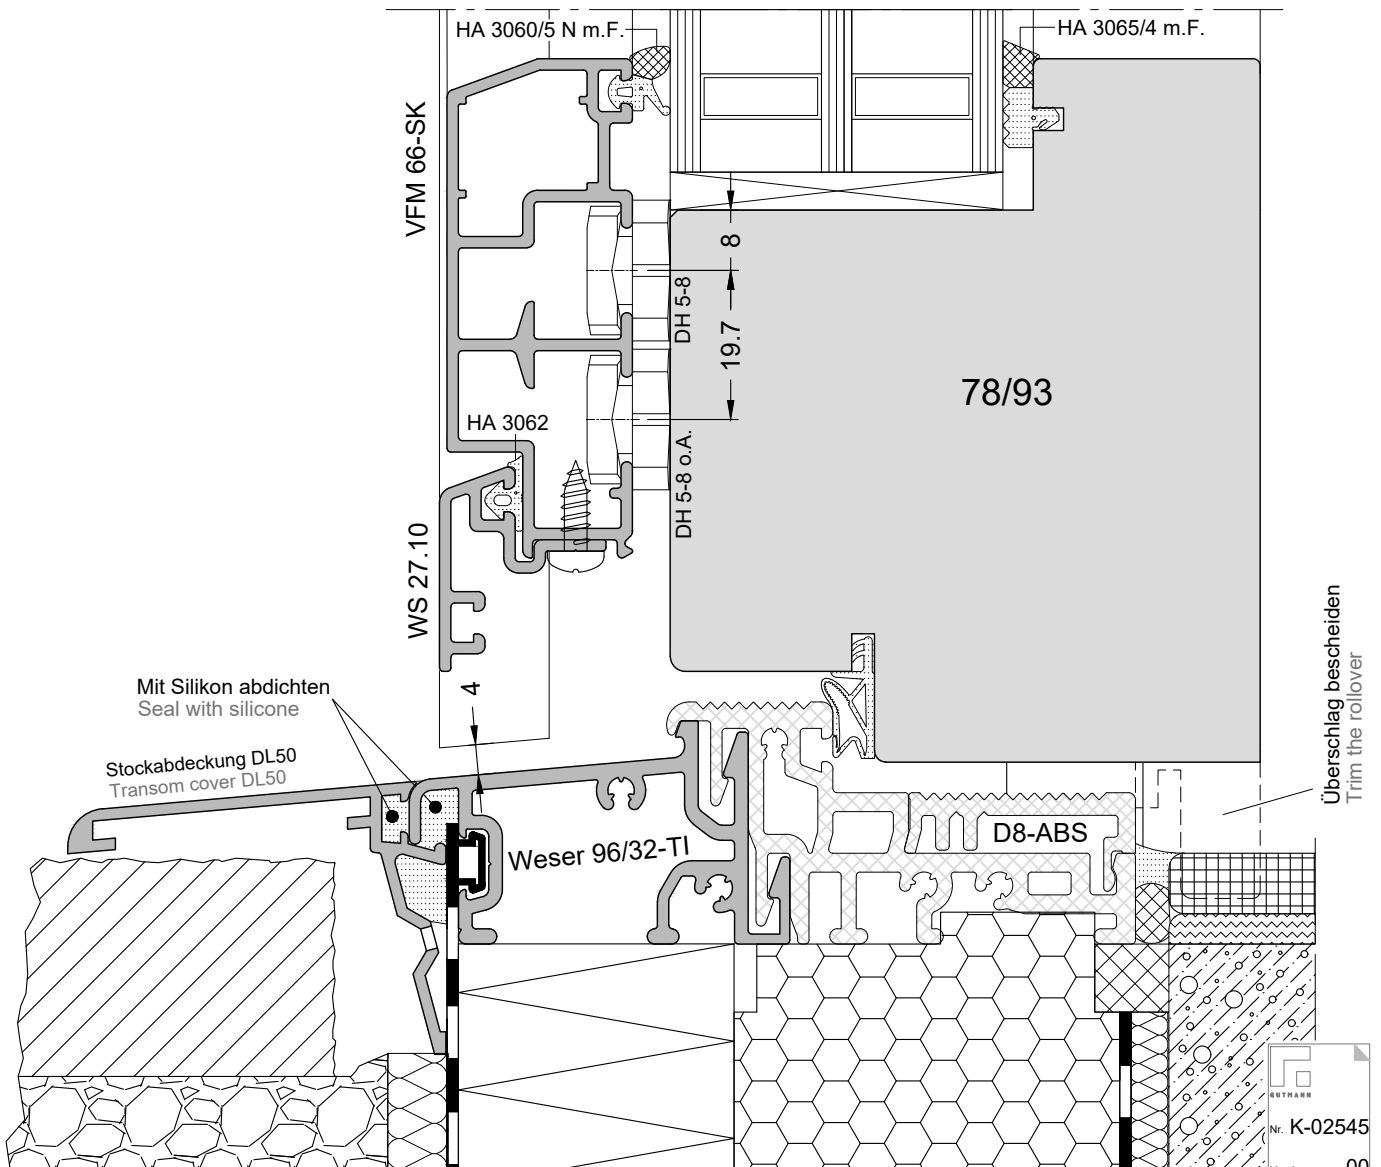 HA 3060/5 N m.F.
HA 3065/4 m.F.
VFM 66-SK
8
DH 5-8
19.7
78/93
HA 3062
DH 5-8 o.A.
WS 27.10
Mit Silikon abdichten
Seal with silicone
4
Stockabdeckung DL50
Transom cover DL50
Überschlag bescheiden
Trim the rollover
Weser 96/32-TI
D8-ABS
GUTMANN
Nr. K-02545
00